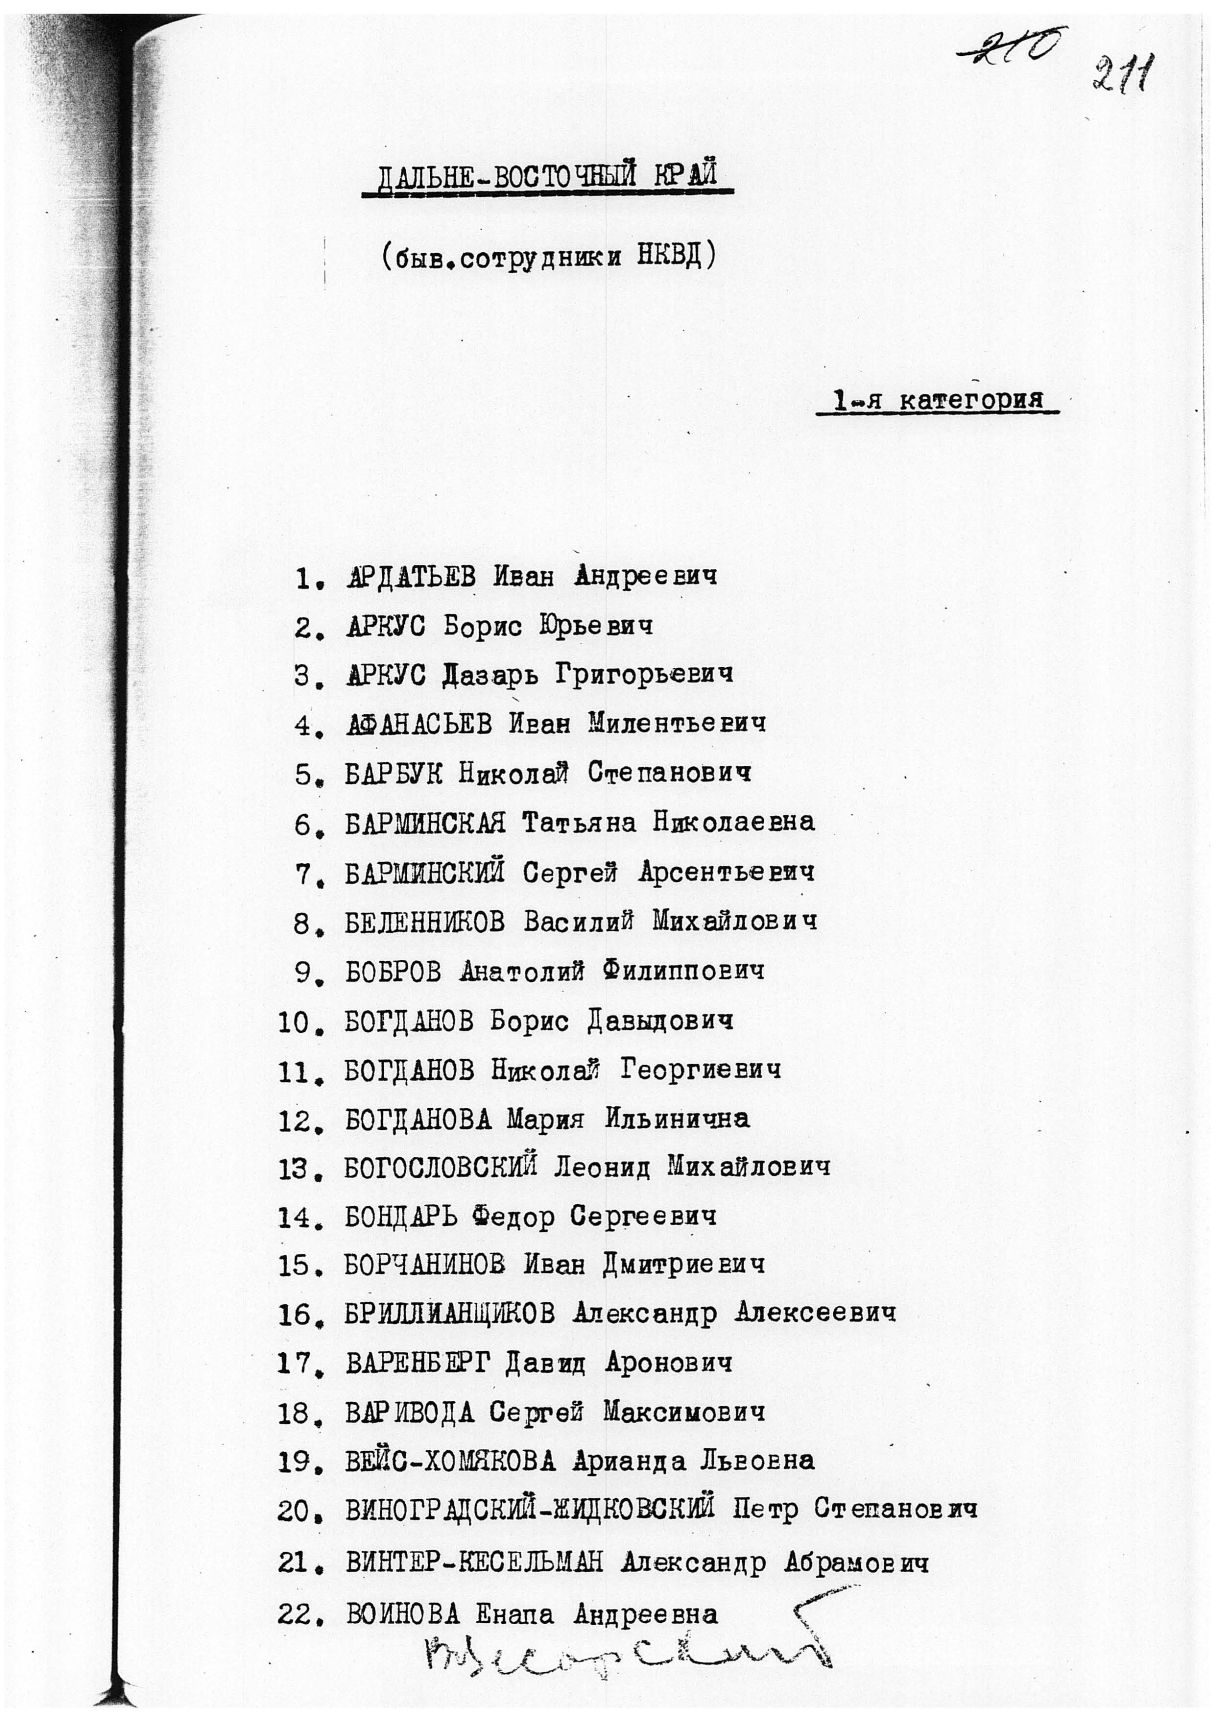 210
211
ДАЛЬНЕ-ВОСТОЧНЫЙ КРАЙ
(быв.сотрудники НКВД)
1-я категория
1. АРДАТЬЕВ Иван Андреевич
2. АРКУС Борис Юрьевич
3. АРКУС Лазарь Григорьевич
4. АФАНАСЬЕВ Иван Милентьевич
5. БАРБУК Николай Степанович
6. БАРМИНСКАЯ Татьяна Николаевна
7. БАРМИНСКИЙ Сергей Арсентьевич
8. БЕЛЕННИКОВ Василий Михайлович
9. БОБРОВ Анатолий Филиппович
10. БОГДАНОВ Борис Давыдович
11. БОГДАНОВ Николай Георгиевич
12. БОГДАНОВА Мария Ильинична
13. БОГОСЛОВСКИЙ Леонид Михайлович
14. БОНДАРЬ Федор Сергеевич
15. БОРЧАНИНОВ Иван Дмитриевич
16. БРИЛЛИАНЩИКОВ Александр Алексеевич
17. ВАРЕНБЕРГ Давид Аронович
18. ВАРИВОДА Сергей Максимович
19. ВЕЙС-ХОМЯКОВА Арианда Львовна
20. ВИНОГРАДСКИЙ-ЖИДКОВСКИЙ Петр Степанович
21. ВИНТЕР-КЕСЕЛЬМАН Александр Абрамович
22. ВОИНОВА Енапа Андреевна